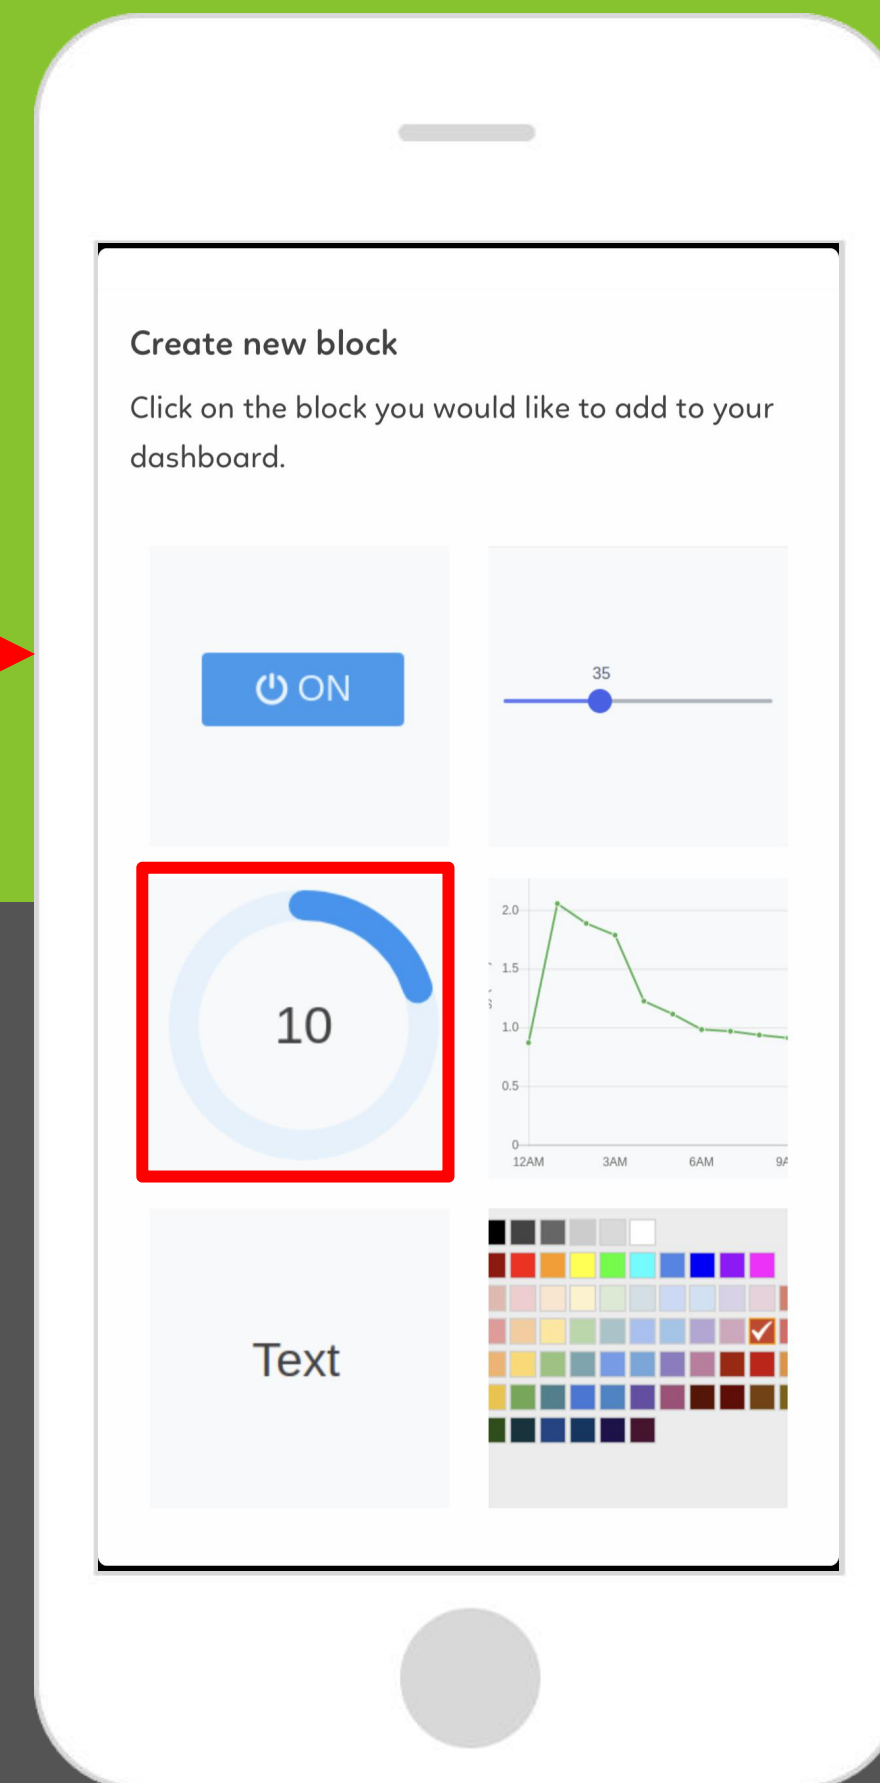 Create new block
Click on the block you would like to add to your
dashboard.
ON
35
10
2.0
1.5
1.0
0.5
0
12AM 3AM 6AM 9A
Text